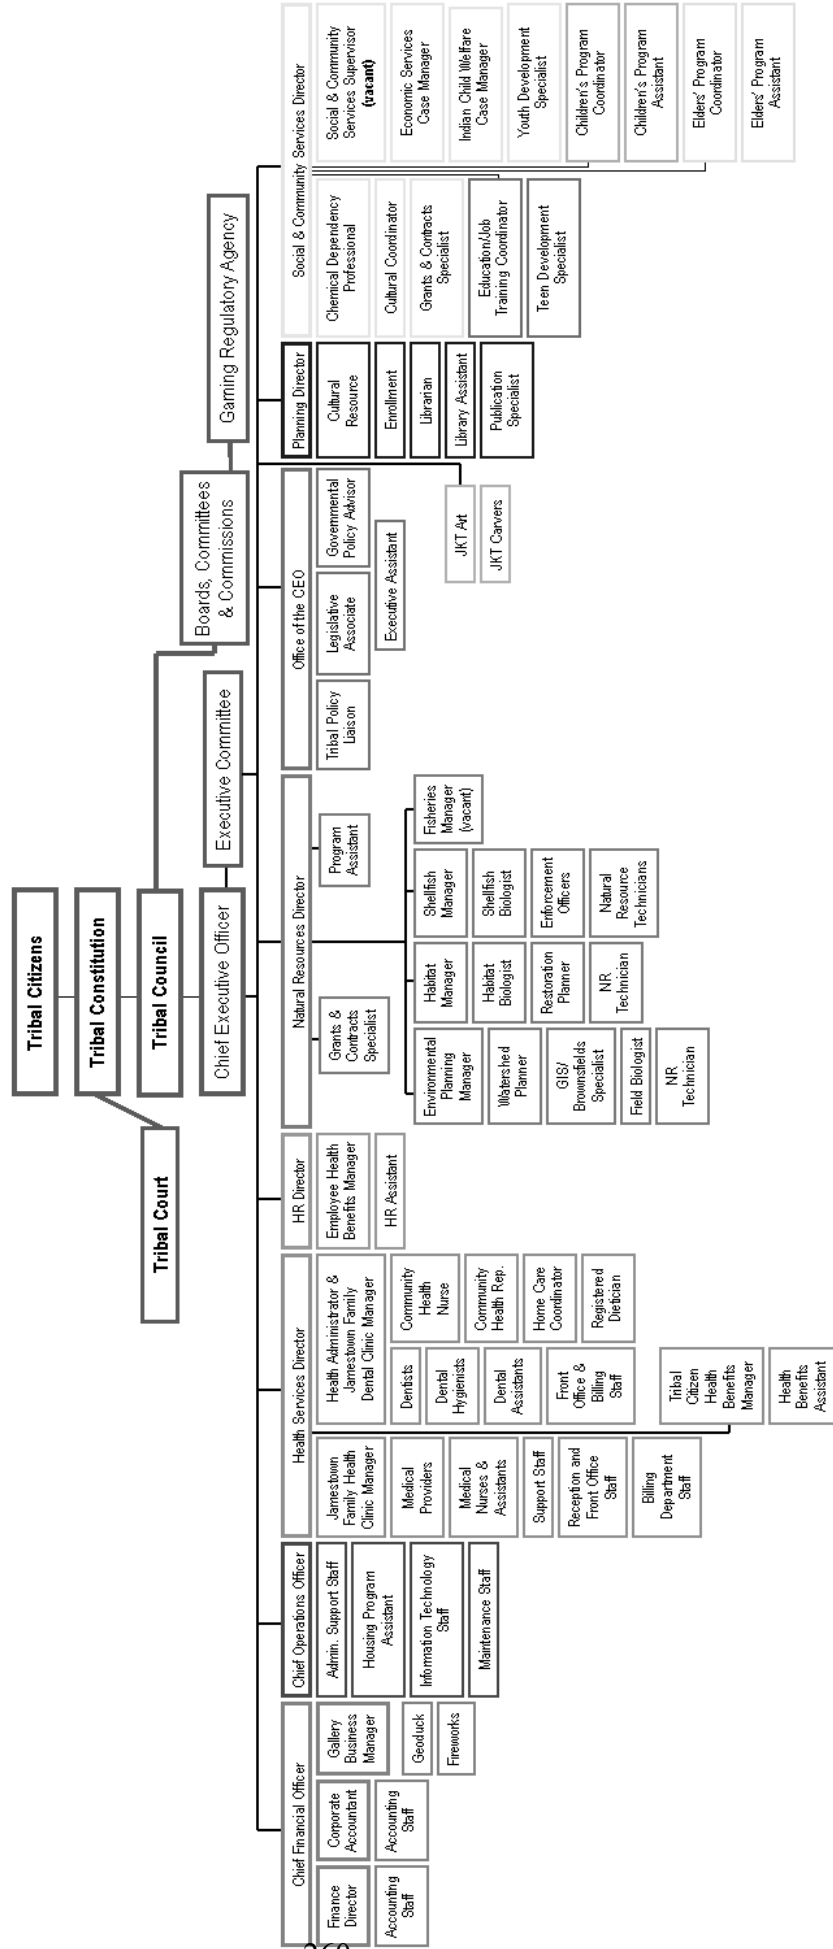 Tribal Citizens
Tribal Constitution
Tribal Court
Tribal Council
Chief Executive Officer
Executive Committee
Boards, Committees
& Commissions
Gaming Regulatory Agency
Chief Financial Officer
Finance
Director
Accounting
Staff
Corporate
Accountant
Accounting
Staff
Gallery
Business
Manager
Geoduck
Fireworks
Chief Operations Officer
Admin. Support Staff
Housing Program
Assistant
Information Technology
Staff
Maintenance Staff
Health Services Director
Jamestown
Family Health
Clinic Manager
Medical
Providers
Medical
Nurses &
Assistants
Support Staff
Reception and
Front Office
Staff
Billing
Department
Staff
Health Administrator &
Jamestown Family
Dental Clinic Manager
Dentists
Dental
Hygienists
Dental
Assistants
Front
Office &
Billing
Staff
Tribal
Citizen
Health
Benefits
Manager
Health
Benefits
Assistant
Community
Health
Nurse
Community
Health Rep.
Home Care
Coordinator
Registered
Dietician
HR Director
Employee Health
Benefits Manager
HR Assistant
Natural Resources Director
Grants &
Contracts
Specialist
Program
Assistant
Environmental
Planning
Manager
Watershed
Planner
GIS/
Brownsfields
Specialist
Field Biologist
NR
Technician
Habitat
Manager
Habitat
Biologist
Restoration
Planner
NR
Technician
Shellfish
Manager
Shellfish
Biologist
Enforcement
Officers
Natural
Resource
Technicians
Fisheries
Manager
(vacant)
Office of the CEO
Tribal Policy
Liaison
Legislative
Associate
Governmental
Policy Advisor
Executive Assistant
JKT Art
JKT Carvers
Planning Director
Cultural
Resource
Enrollment
Librarian
Library Assistant
Publication
Specialist
Social & Community Services Director
Chemical Dependency
Professional
Cultural Coordinator
Grants & Contracts
Specialist
Education/Job
Training Coordinator
Teen Development
Specialist
Social & Community
Services Supervisor
(vacant)
Economic Services
Case Manager
Indian Child Welfare
Case Manager
Youth Development
Specialist
Children's Program
Coordinator
Children's Program
Assistant
Elders' Program
Coordinator
Elders' Program
Assistant